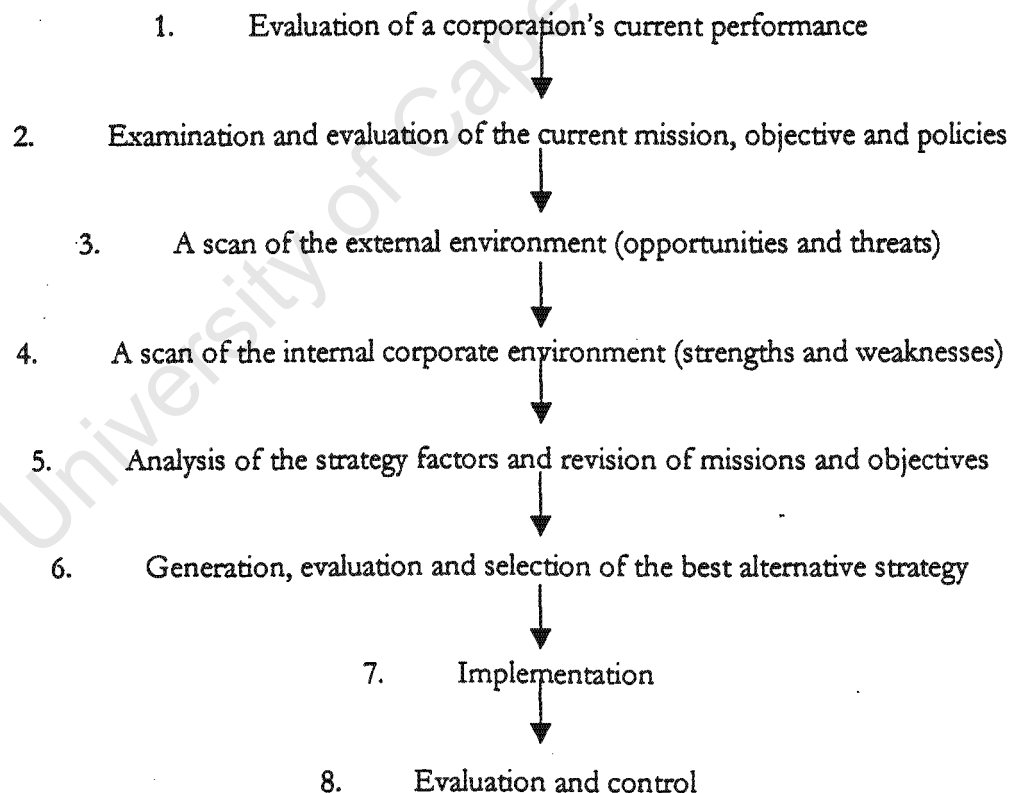 1. Evaluation of a corporation's current performance
2. Examination and evaluation of the current mission, objective and policies
3. A scan of the external environment (opportunities and threats)
4. A scan of the internal corporate environment (strengths and weaknesses)
5. Analysis of the strategy factors and revision of missions and objectives
6. Generation, evaluation and selection of the best alternative strategy
7. Implementation
8. Evaluation and control
University of Cape